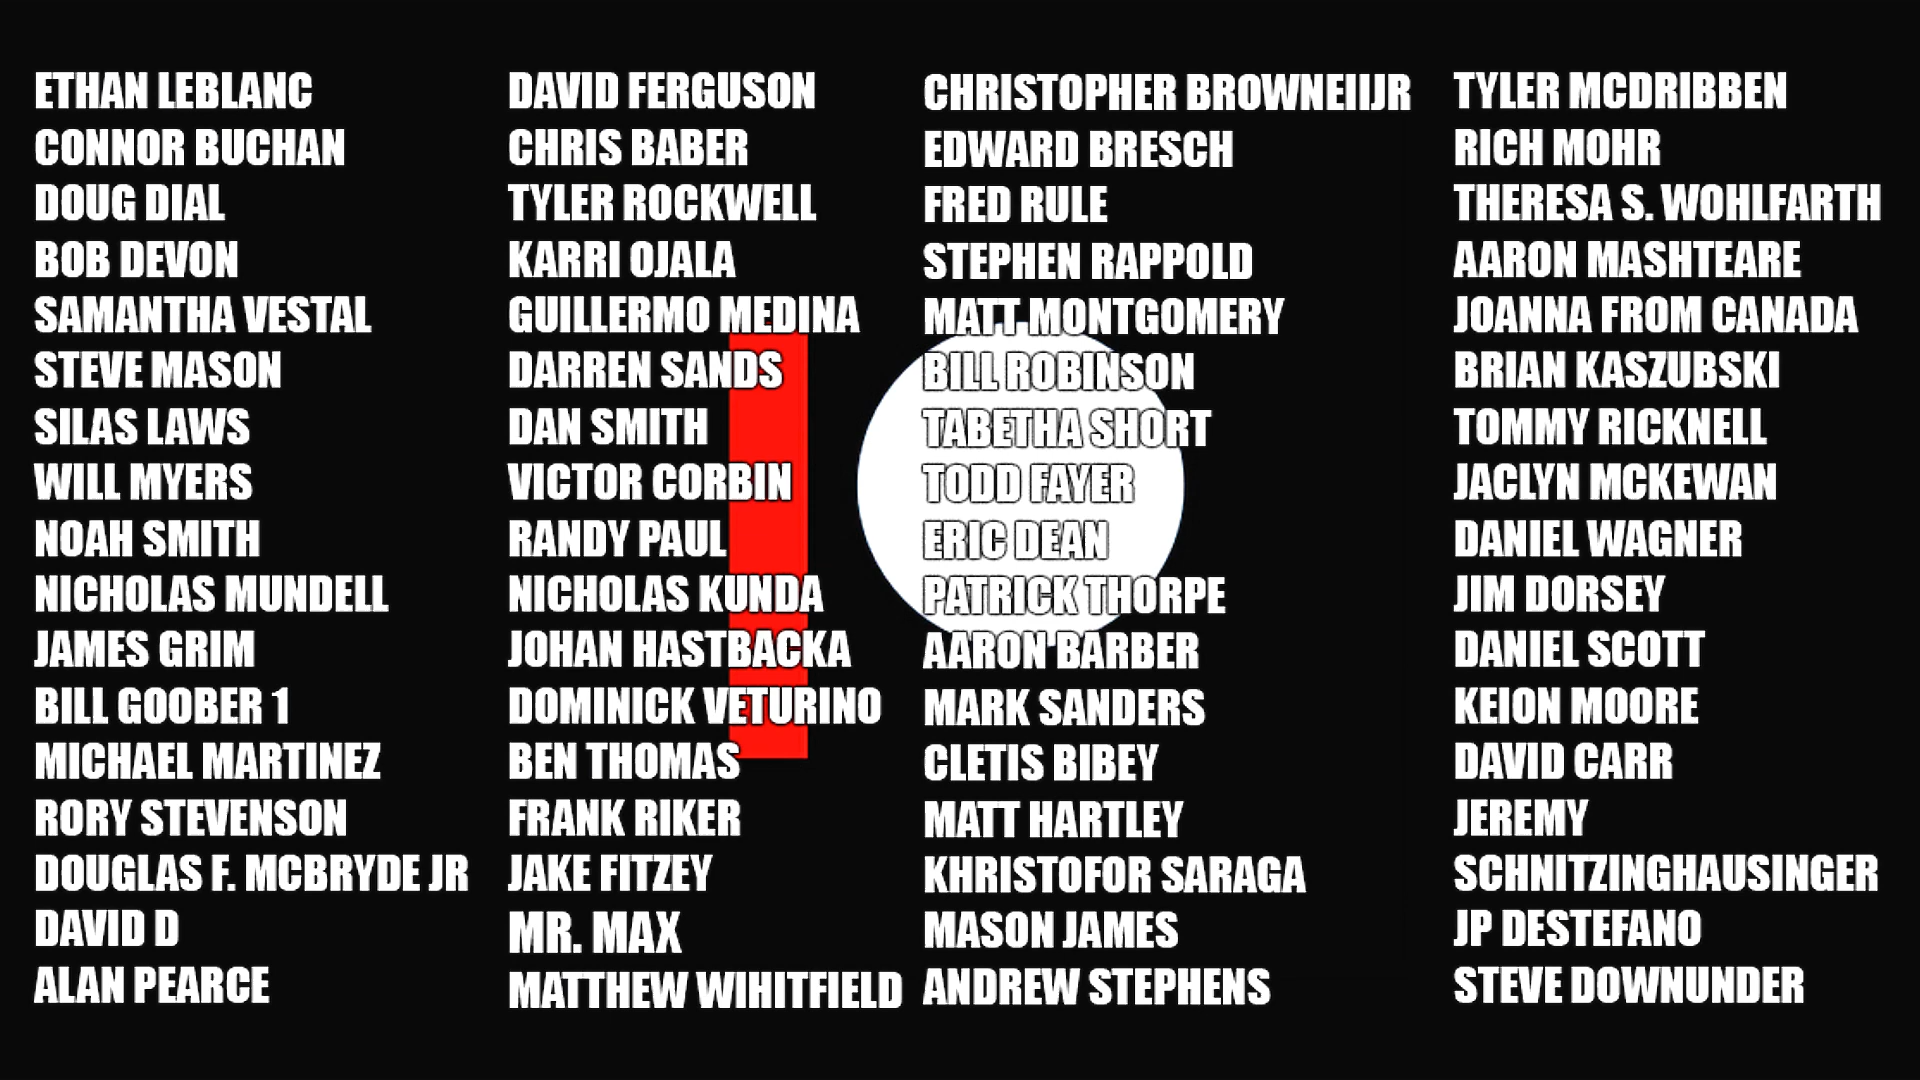 ETHAN LEBLANC
CONNOR BUCHAN
DOUG DIAL
BOB DEVON
SAMANTHA VESTAL
STEVE MASON
SILAS LAWS
WILL MYERS
NOAH SMITH
NICHOLAS MUNDELL
JAMES GRIM
BILL GOOBER 1
MICHAEL MARTINEZ
RORY STEVENSON
DOUGLAS F. MCBRYDE JR
DAVID D
ALAN PEARCE
DAVID FERGUSON
CHRIS BABER
TYLER ROCKWELL
KARRI OJALA
GUILLERMO MEDINA
DARREN SANDS
DAN SMITH
VICTOR CORBIN
RANDY PAUL
NICHOLAS KUNDA
JOHAN HASTBACKA
DOMINICK VETURINO
BEN THOMAS
FRANK RIKER
JAKE FITZEY
MR. MAX
MATTHEW WIHITFIELD
CHRISTOPHER BROWNEIIJR
EDWARD BRESCH
FRED RULE
STEPHEN RAPPOLD
MATT MONTGOMERY
BILL ROBINSON
TABETHA SHORT
TODD FAYER
ERIC DEAN
PATRICK THORPE
AARON BARBER
MARK SANDERS
CLETIS BIBEY
MATT HARTLEY
KHRISTOFOR SARAGA
MASON JAMES
ANDREW STEPHENS
TYLER MCDRIBBEN
RICH MOHR
THERESA S. WOHLFARTH
AARON MASHTEARE
JOANNA FROM CANADA
BRIAN KASZUBSKI
TOMMY RICKNELL
JACLYN MCKEWAN
DANIEL WAGNER
JIM DORSEY
DANIEL SCOTT
KEION MOORE
DAVID CARR
JEREMY
SCHNITZINGHAUSINGER
JP DESTEFANO
STEVE DOWNUNDER